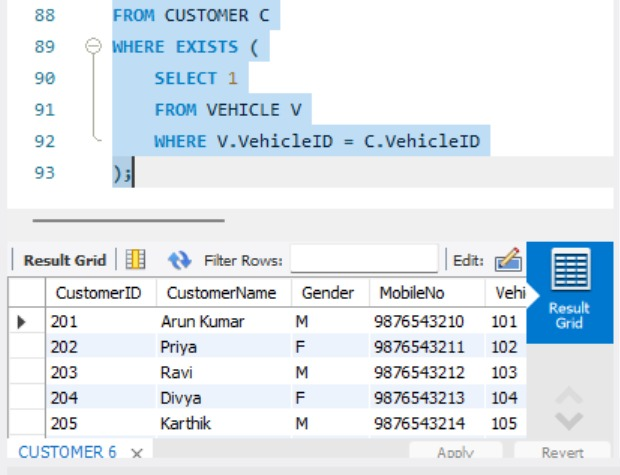 88 FROM CUSTOMER C
89 WHERE EXISTS (
90 SELECT 1
91 FROM VEHICLE V
92 WHERE V.VehicleID = C.VehicleID
93 );
Result Grid Filter Rows: Edit:
CustomerID CustomerName Gender MobileNo Vehi
201 Arun Kumar M 9876543210 101
202 Priya F 9876543211 102
203 Ravi M 9876543212 103
204 Divya F 9876543213 104
205 Karthik M 9876543214 105
Result
Grid
CUSTOMER 6 × Apply Revert